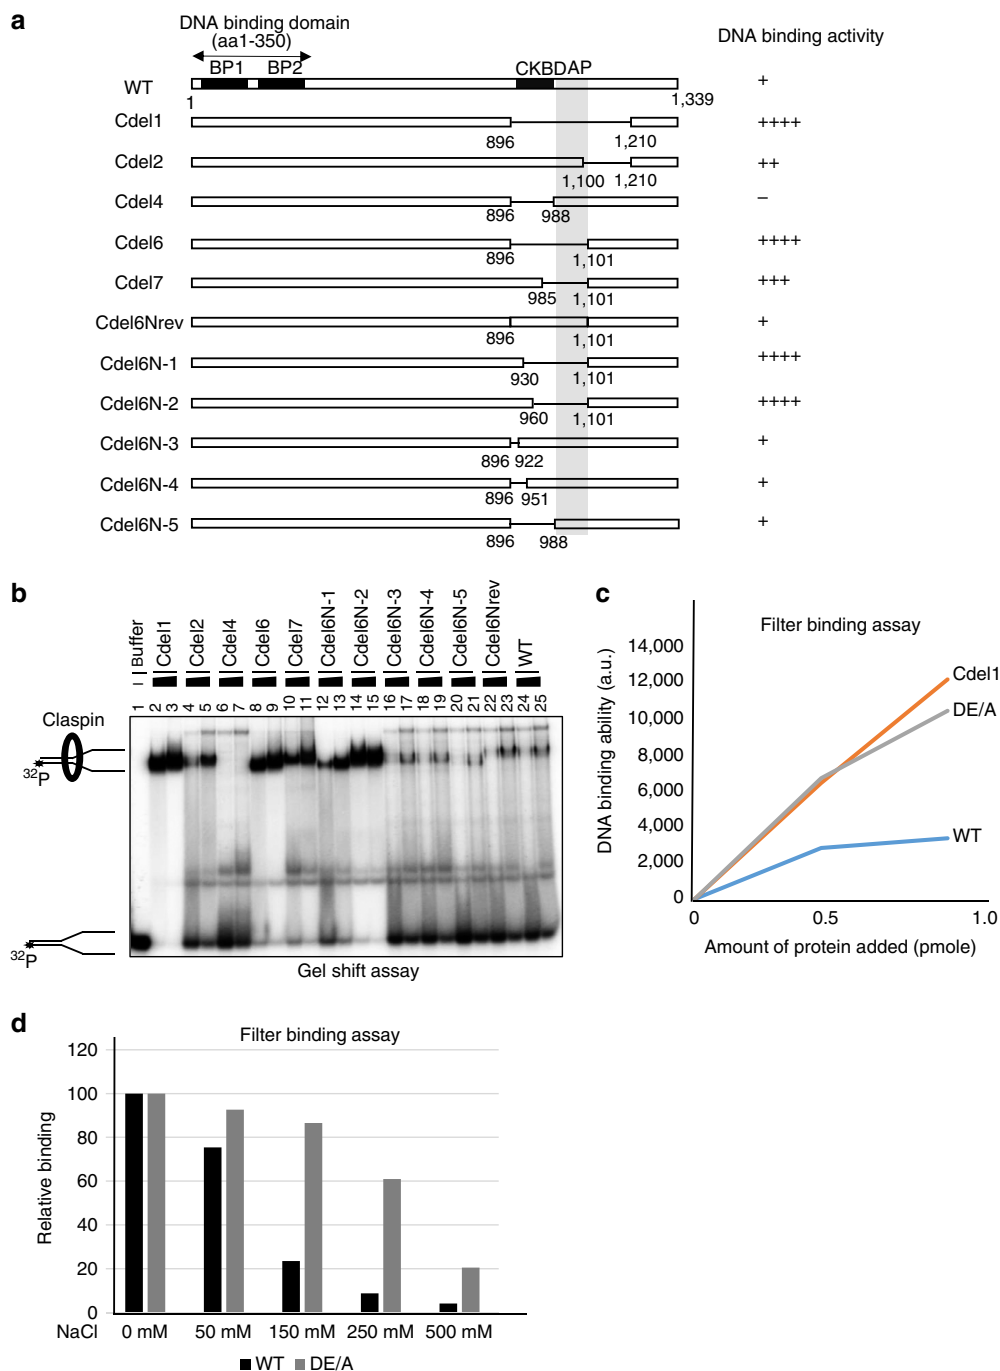 a
DNA binding domain
(aa1-350)
DNA binding activity
BP1 BP2 CKBD AP
WT +
1 1,339
Cdel1 ++++
896 1,210
Cdel2 ++
1,100 1,210
Cdel4 –
896 988
Cdel6 ++++
896 1,101
Cdel7 +++
985 1,101
Cdel6Nrev +
896 1,101
Cdel6N-1 ++++
930 1,101
Cdel6N-2 ++++
960 1,101
Cdel6N-3 +
896 922
Cdel6N-4 +
896 951
Cdel6N-5 +
896 988
b
Buffer Cdel1 Cdel2 Cdel4 Cdel6 Cdel7 Cdel6N-1 Cdel6N-2 Cdel6N-3 Cdel6N-4 Cdel6N-5 Cdel6Nrev WT
1 2 3 4 5 6 7 8 9 10 11 12 13 14 15 16 17 18 19 20 21 22 23 24 25
Claspin
32P
32P
Gel shift assay
c
Filter binding assay
DNA binding ability (a.u.)
14,000
12,000
10,000
8,000
6,000
4,000
2,000
0
Cdel1
DE/A
WT
0 0.5 1.0
Amount of protein added (pmole)
d
Filter binding assay
Relative binding
120
100
80
60
40
20
0
NaCl 0 mM 50 mM 150 mM 250 mM 500 mM
WT DE/A